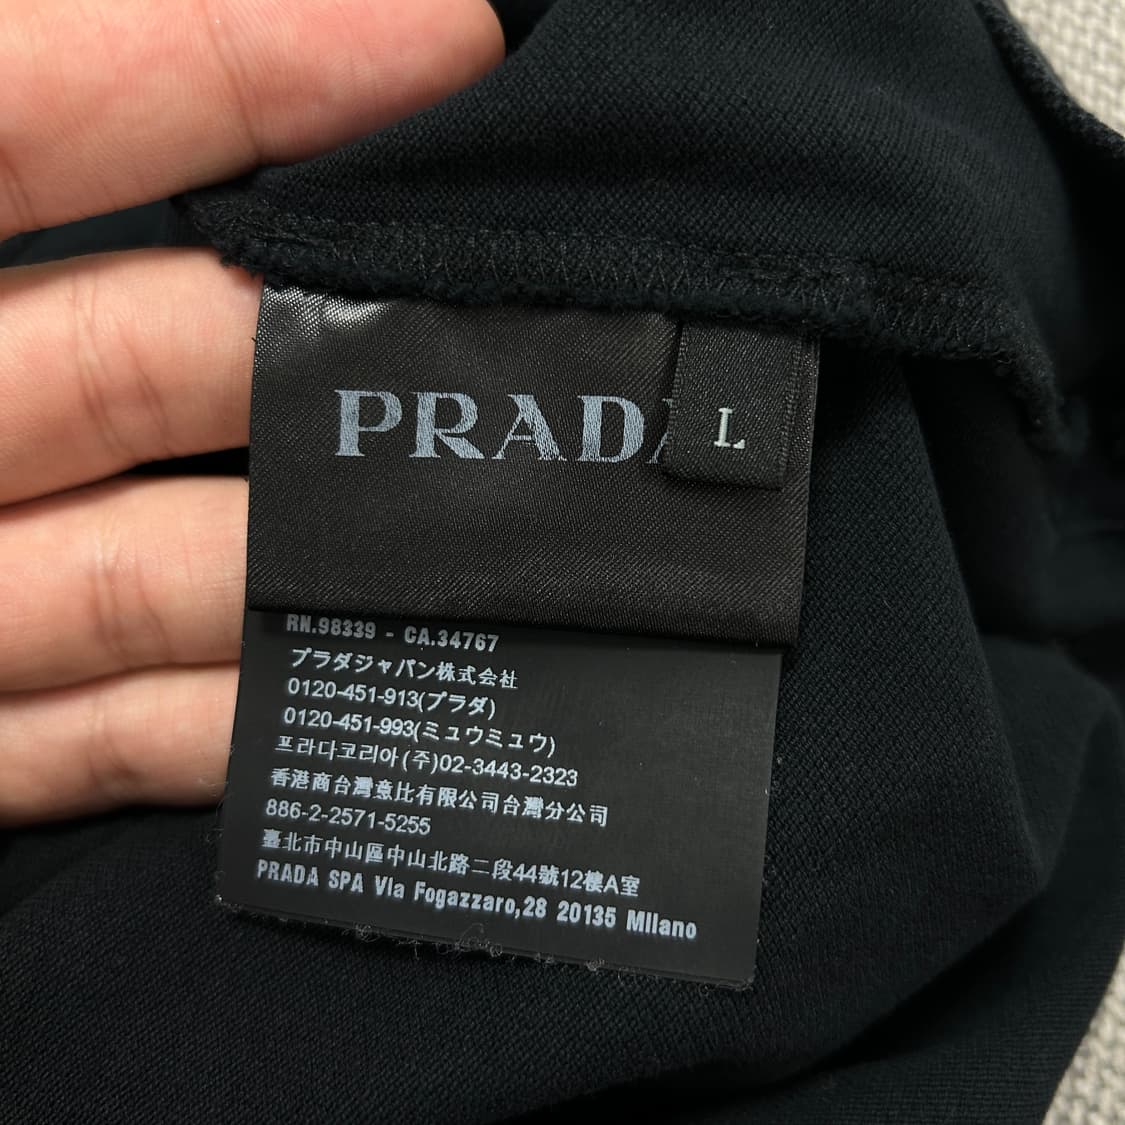 PRADA
L
RN.98339 - CA.34767
プラダジャパン株式会社
0120-451-913(プラダ)
0120-451-993(ミュウミュウ)
프라다코리아(주)02-3443-2323
香港商台灣意比有限公司台灣分公司
886-2-2571-5255
臺北市中山區中山北路二段44號12樓A室
PRADA SPA Via Fogazzaro,28 20135 Milano